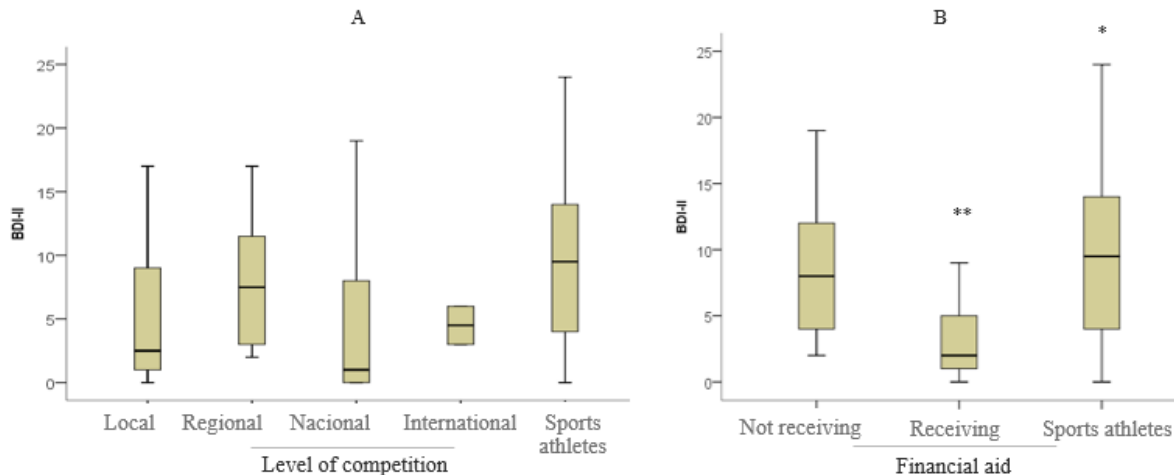 A
BDI-II
25
20
15
10
5
0
Local Regional Nacional International Sports athletes
Level of competition
B
*
**
BDI-II
25
20
15
10
5
0
Not receiving Receiving Sports athletes
Financial aid